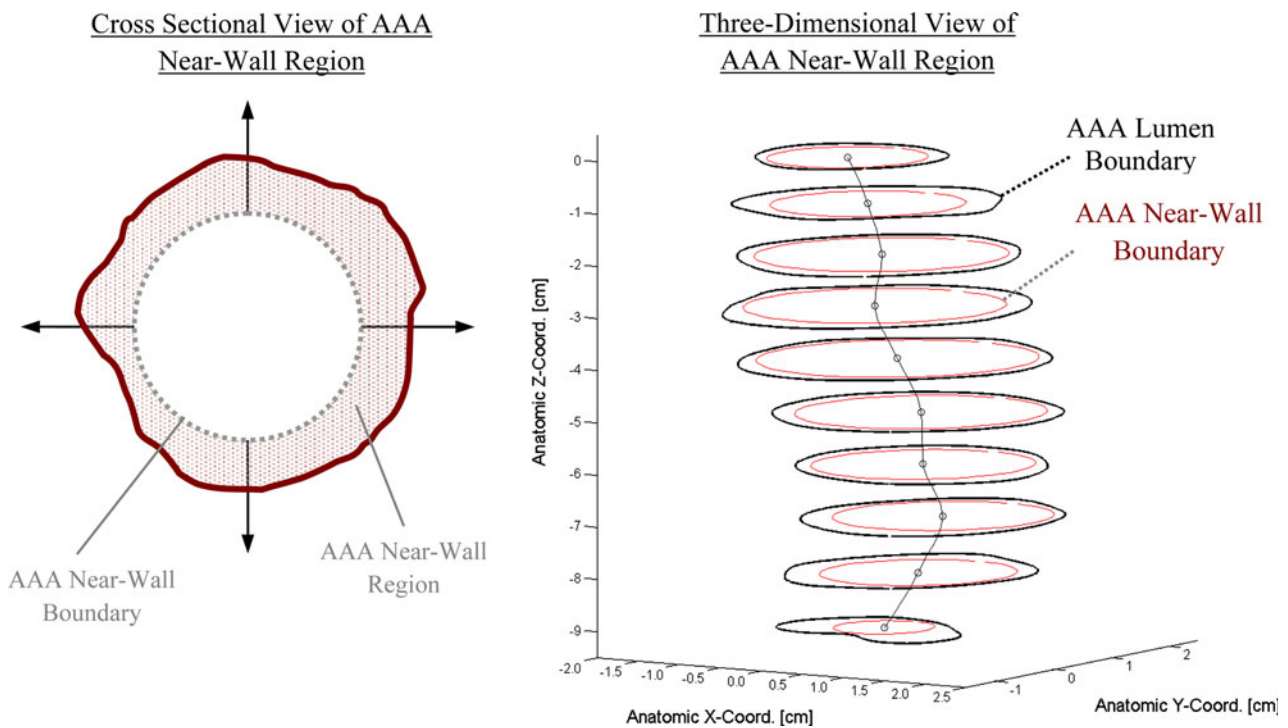 Cross Sectional View of AAA
Near-Wall Region
AAA Near-Wall
Boundary
AAA Near-Wall
Region
Three-Dimensional View of
AAA Near-Wall Region
AAA Lumen
Boundary
AAA Near-Wall
Boundary
Anatomic Z-Coord. [cm]
0
-1
-2
-3
-4
-5
-6
-7
-8
-9
-2.0
-1.5
-1.0
-0.5
0.0
0.5
1.0
1.5
2.0
2.5
Anatomic X-Coord. [cm]
-1
0
1
2
Anatomic Y-Coord. [cm]